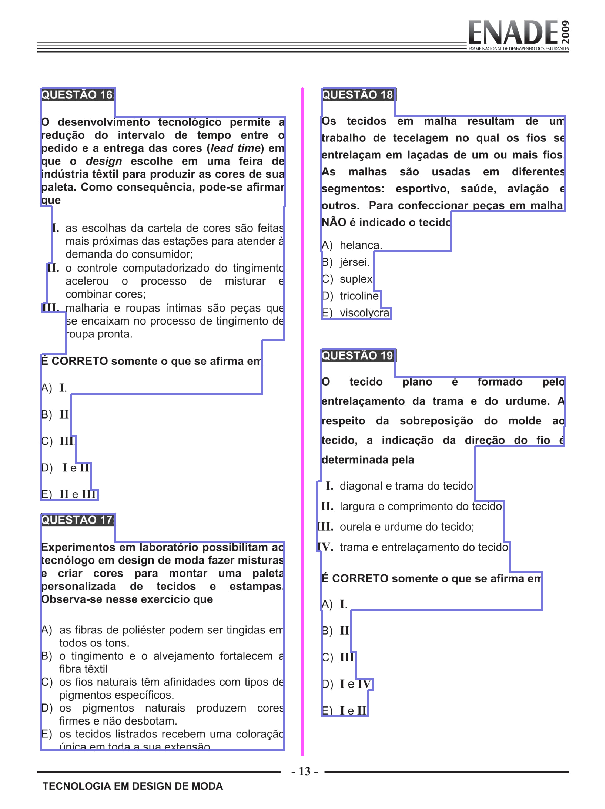 ENADE
2009
EXAME NACIONAL DE DESEMPENHO DOS ESTUDANTES
QUESTÃO 16
O desenvolvimento tecnológico permite a
redução do intervalo de tempo entre o
pedido e a entrega das cores (lead time) em
que o design escolhe em uma feira de
indústria têxtil para produzir as cores de sua
paleta. Como consequência, pode-se afirmar
que
I. as escolhas da cartela de cores são feitas
mais próximas das estações para atender à
demanda do consumidor;
II. o controle computadorizado do tingimento
acelerou o processo de misturar e
combinar cores;
III. malharia e roupas íntimas são peças que
se encaixam no processo de tingimento de
roupa pronta.
É CORRETO somente o que se afirma em
A) I.
B) II
C) III
D) I e II
E) II e III
QUESTÃO 17
Experimentos em laboratório possibilitam ao
tecnólogo em design de moda fazer misturas
e criar cores para montar uma paleta
personalizada de tecidos e estampas.
Observa-se nesse exercício que
A) as fibras de poliéster podem ser tingidas em
todos os tons.
B) o tingimento e o alvejamento fortalecem a
fibra têxtil
C) os fios naturais têm afinidades com tipos de
pigmentos específicos.
D) os pigmentos naturais produzem cores
firmes e não desbotam.
E) os tecidos listrados recebem uma coloração
única em toda a sua extensão
QUESTÃO 18
Os tecidos em malha resultam de um
trabalho de tecelagem no qual os fios se
entrelaçam em laçadas de um ou mais fios
As malhas são usadas em diferentes
segmentos: esportivo, saúde, aviação e
outros. Para confeccionar peças em malha
NÃO é indicado o tecido
A) helanca.
B) jérsei.
C) suplex
D) tricoline
E) viscolycra
QUESTÃO 19
O tecido plano é formado pelo
entrelaçamento da trama e do urdume. A
respeito da sobreposição do molde ao
tecido, a indicação da direção do fio é
determinada pela
I. diagonal e trama do tecido
II. largura e comprimento do tecido
III. ourela e urdume do tecido;
IV. trama e entrelaçamento do tecido
É CORRETO somente o que se afirma em
A) I.
B) II
C) III
D) I e IV
E) I e II
- 13 -
TECNOLOGIA EM DESIGN DE MODA